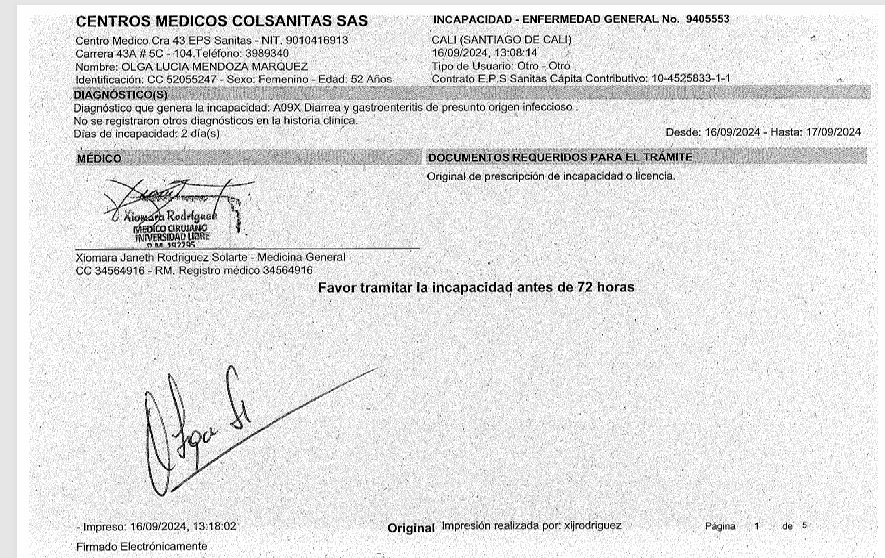 CENTROS MEDICOS COLSANITAS SAS
Centro Medico Cra 43 EPS Sanitas - NIT. 9010416913
Carrera 43A # 5C - 104.Teléfono: 3989340
Nombre: OLGA LUCIA MENDOZA MARQUEZ
Identificación: CC 52055247 - Sexo: Femenino - Edad: 52 Años
INCAPACIDAD - ENFERMEDAD GENERAL No. 9405553
CALI (SANTIAGO DE CALI)
16/09/2024, 13:08:14
Tipo de Usuario: Otro - Otro
Contrato E.P.S Sanitas Cápita Contributivo: 10-4525833-1-1
DIAGNÓSTICO(S)
Diagnóstico que genera la incapacidad: A09X Diarrea y gastroenteritis de presunto origen infeccioso .
No se registraron otros diagnósticos en la historia clínica.
Días de incapacidad: 2 día(s)
Desde: 16/09/2024 - Hasta: 17/09/2024
MÉDICO
Xiomara Rodríguez
MEDICO CIRUJANO
UNIVERSIDAD LIBRE
Xiomara Janeth Rodriguez Solarte - Medicina General
CC 34564916 - RM. Registro médico 34564916
DOCUMENTOS REQUERIDOS PARA EL TRÁMITE
Original de prescripción de incapacidad o licencia.
Favor tramitar la incapacidad antes de 72 horas
Olga
- Impreso: 16/09/2024, 13:18:02
Original Impresión realizada por: xijrodriguez
Página 1 de 5
Firmado Electrónicamente